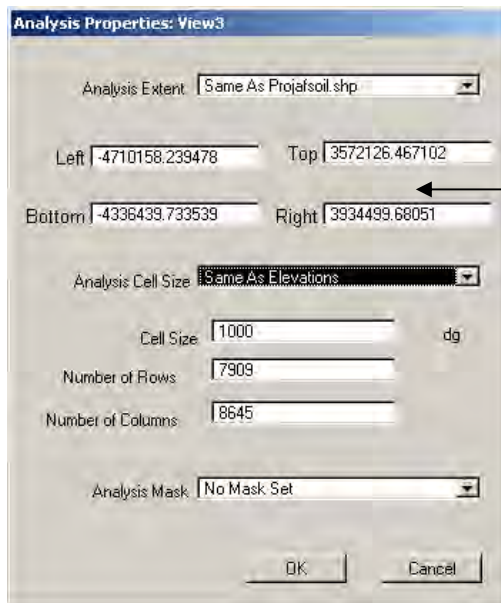 Analysis Properties: View3
Analysis Extent Same As Projafsoil.shp
Left -4710158.239478 Top 3572126.467102
Bottom -4336439.733539 Right 3934499.68051
Analysis Cell Size Same As Elevations
Cell Size 1000 dg
Number of Rows 7909
Number of Columns 8645
Analysis Mask No Mask Set
OK Cancel